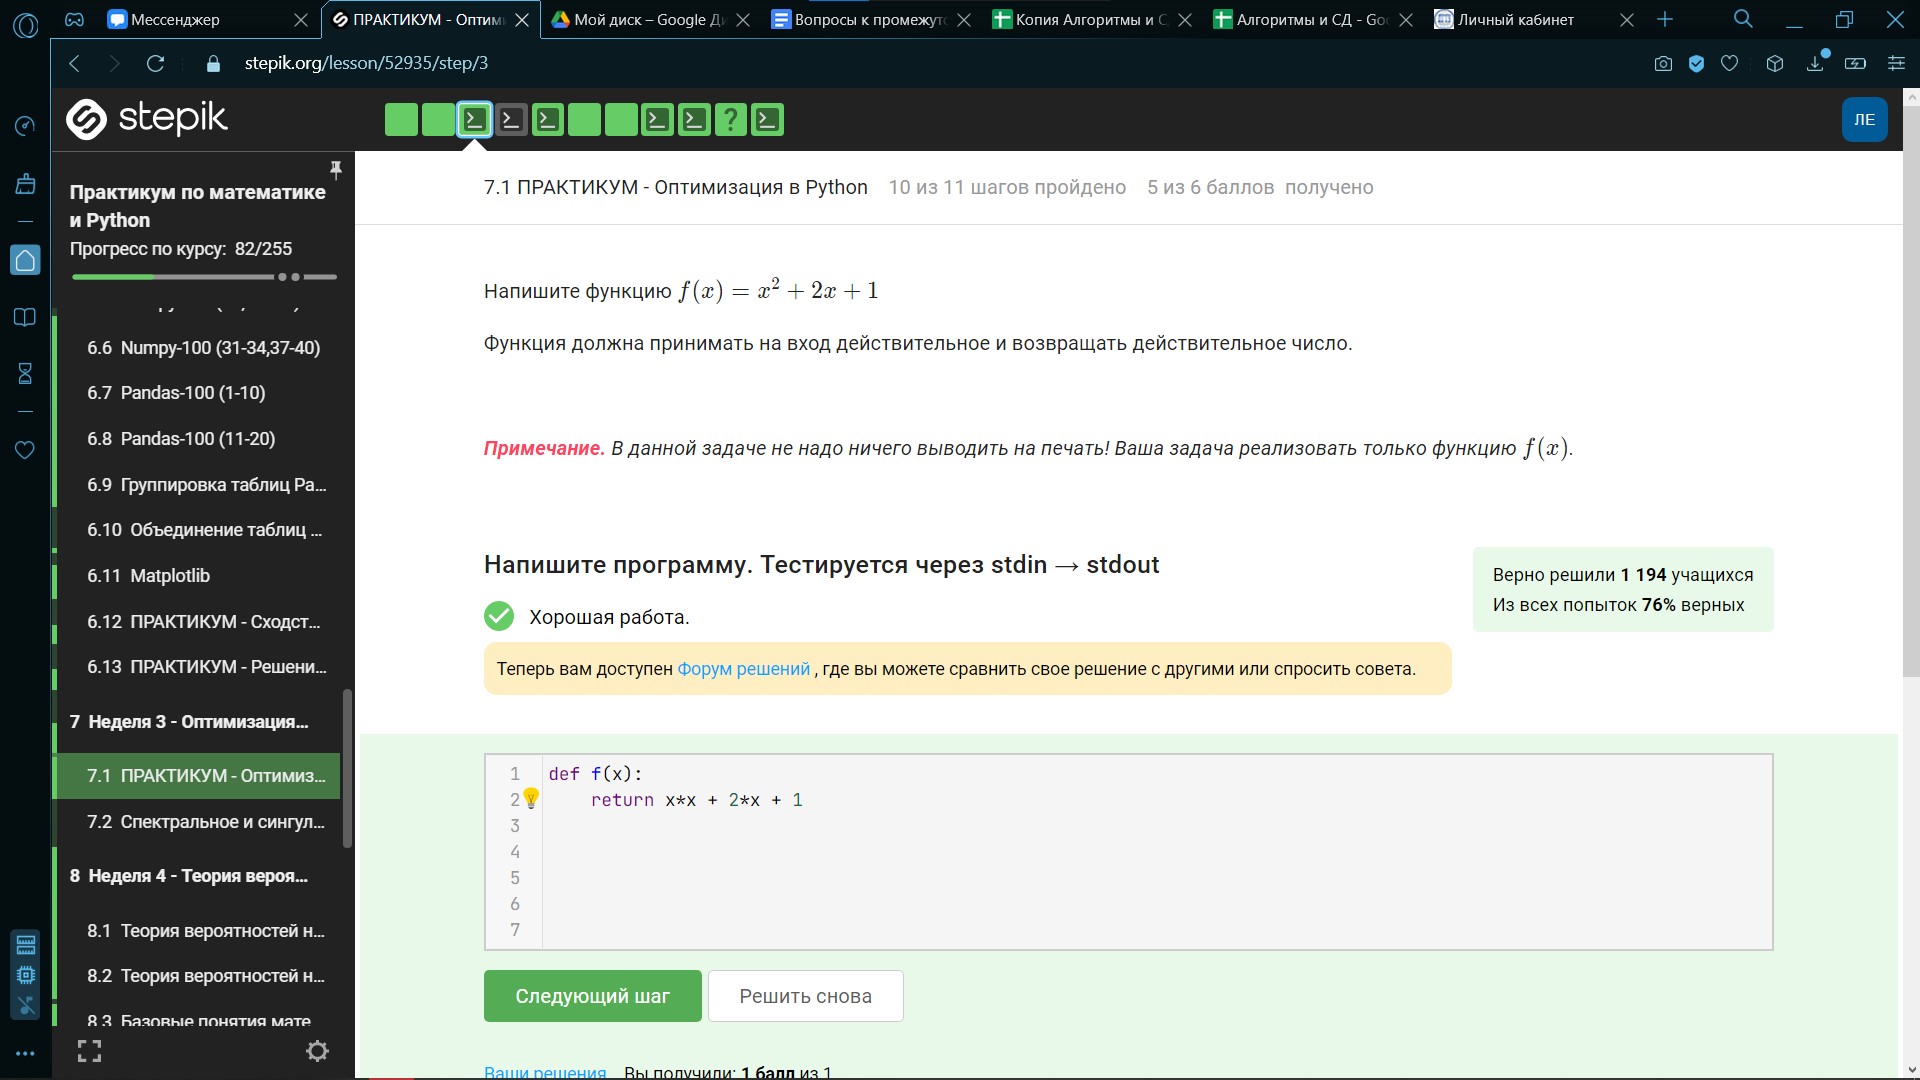 Мессенджер
ПРАКТИКУМ - Оптим
Мой диск – Google Ди
Вопросы к промежут
Копия Алгоритмы и С
Алгоритмы и СД - Go
Личный кабинет
stepik.org/lesson/52935/step/3
stepik
ЛЕ
Практикум по математике
и Python
Прогресс по курсу: 82/255
6.6 Numpy-100 (31-34,37-40)
6.7 Pandas-100 (1-10)
6.8 Pandas-100 (11-20)
6.9 Группировка таблиц Pa...
6.10 Объединение таблиц ...
6.11 Matplotlib
6.12 ПРАКТИКУМ - Сходст...
6.13 ПРАКТИКУМ - Решени...
7 Неделя 3 - Оптимизация...
7.1 ПРАКТИКУМ - Оптимиз...
7.2 Спектральное и сингул...
8 Неделя 4 - Теория вероя...
8.1 Теория вероятностей н...
8.2 Теория вероятностей н...
8.3 Базовые понятия мате
7.1 ПРАКТИКУМ - Оптимизация в Python 10 из 11 шагов пройдено 5 из 6 баллов получено
Напишите функцию f(x) = x² + 2x + 1
Функция должна принимать на вход действительное и возвращать действительное число.
Примечание. В данной задаче не надо ничего выводить на печать! Ваша задача реализовать только функцию f(x).
Напишите программу. Тестируется через stdin → stdout
Верно решили 1 194 учащихся
Из всех попыток 76% верных
Хорошая работа.
Теперь вам доступен Форум решений , где вы можете сравнить свое решение с другими или спросить совета.
1 def f(x):
2 return x*x + 2*x + 1
3
4
5
6
7
Следующий шаг
Решить снова
Ваши решения Вы получили: 1 балл из 1